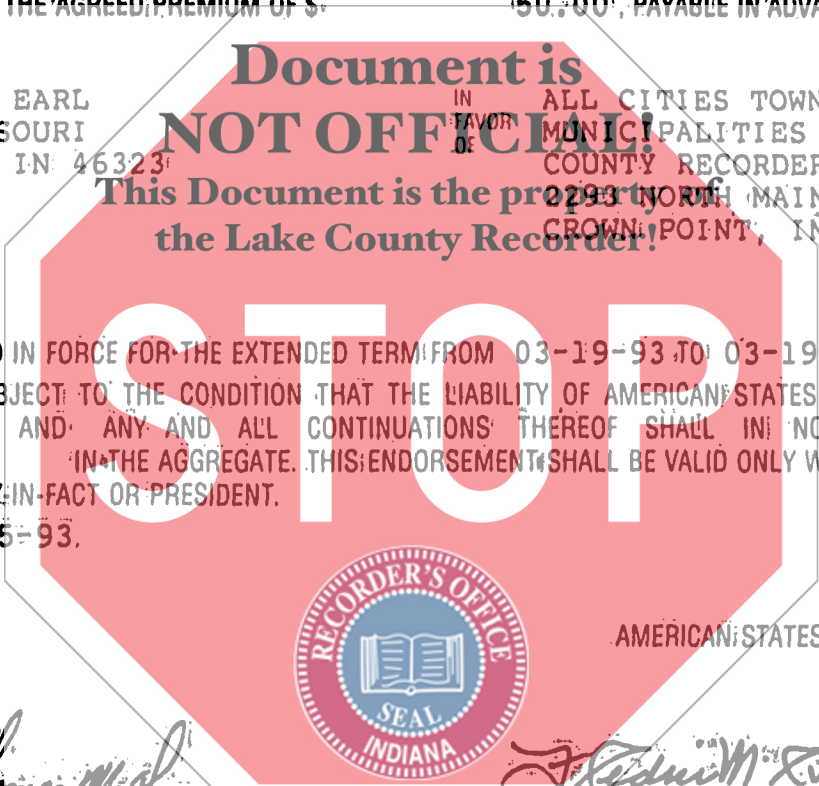 THE AGREED PREMIUM OF $ 50.00, PAYABLE IN ADVA
Document is
NOT OFFICIAL!
This Document is the property of
the Lake County Recorder!
EARL
SOURI
IN 46323
IN
FAVOR
OF
ALL CITIES TOWN
MUNICIPALITIES
COUNTY RECORDER
2293 NORTH MAIN
CROWN POINT, IN
STOP
IN FORCE FOR THE EXTENDED TERM FROM 03-19-93 TO 03-19
BJECT TO THE CONDITION THAT THE LIABILITY OF AMERICAN STATES
AND ANY AND ALL CONTINUATIONS THEREOF SHALL IN NO
IN THE AGGREGATE. THIS ENDORSEMENT SHALL BE VALID ONLY W
-IN-FACT OR PRESIDENT.
5-93.
RECORDER'S OFFICE
SEAL
INDIANA
AMERICAN STATES